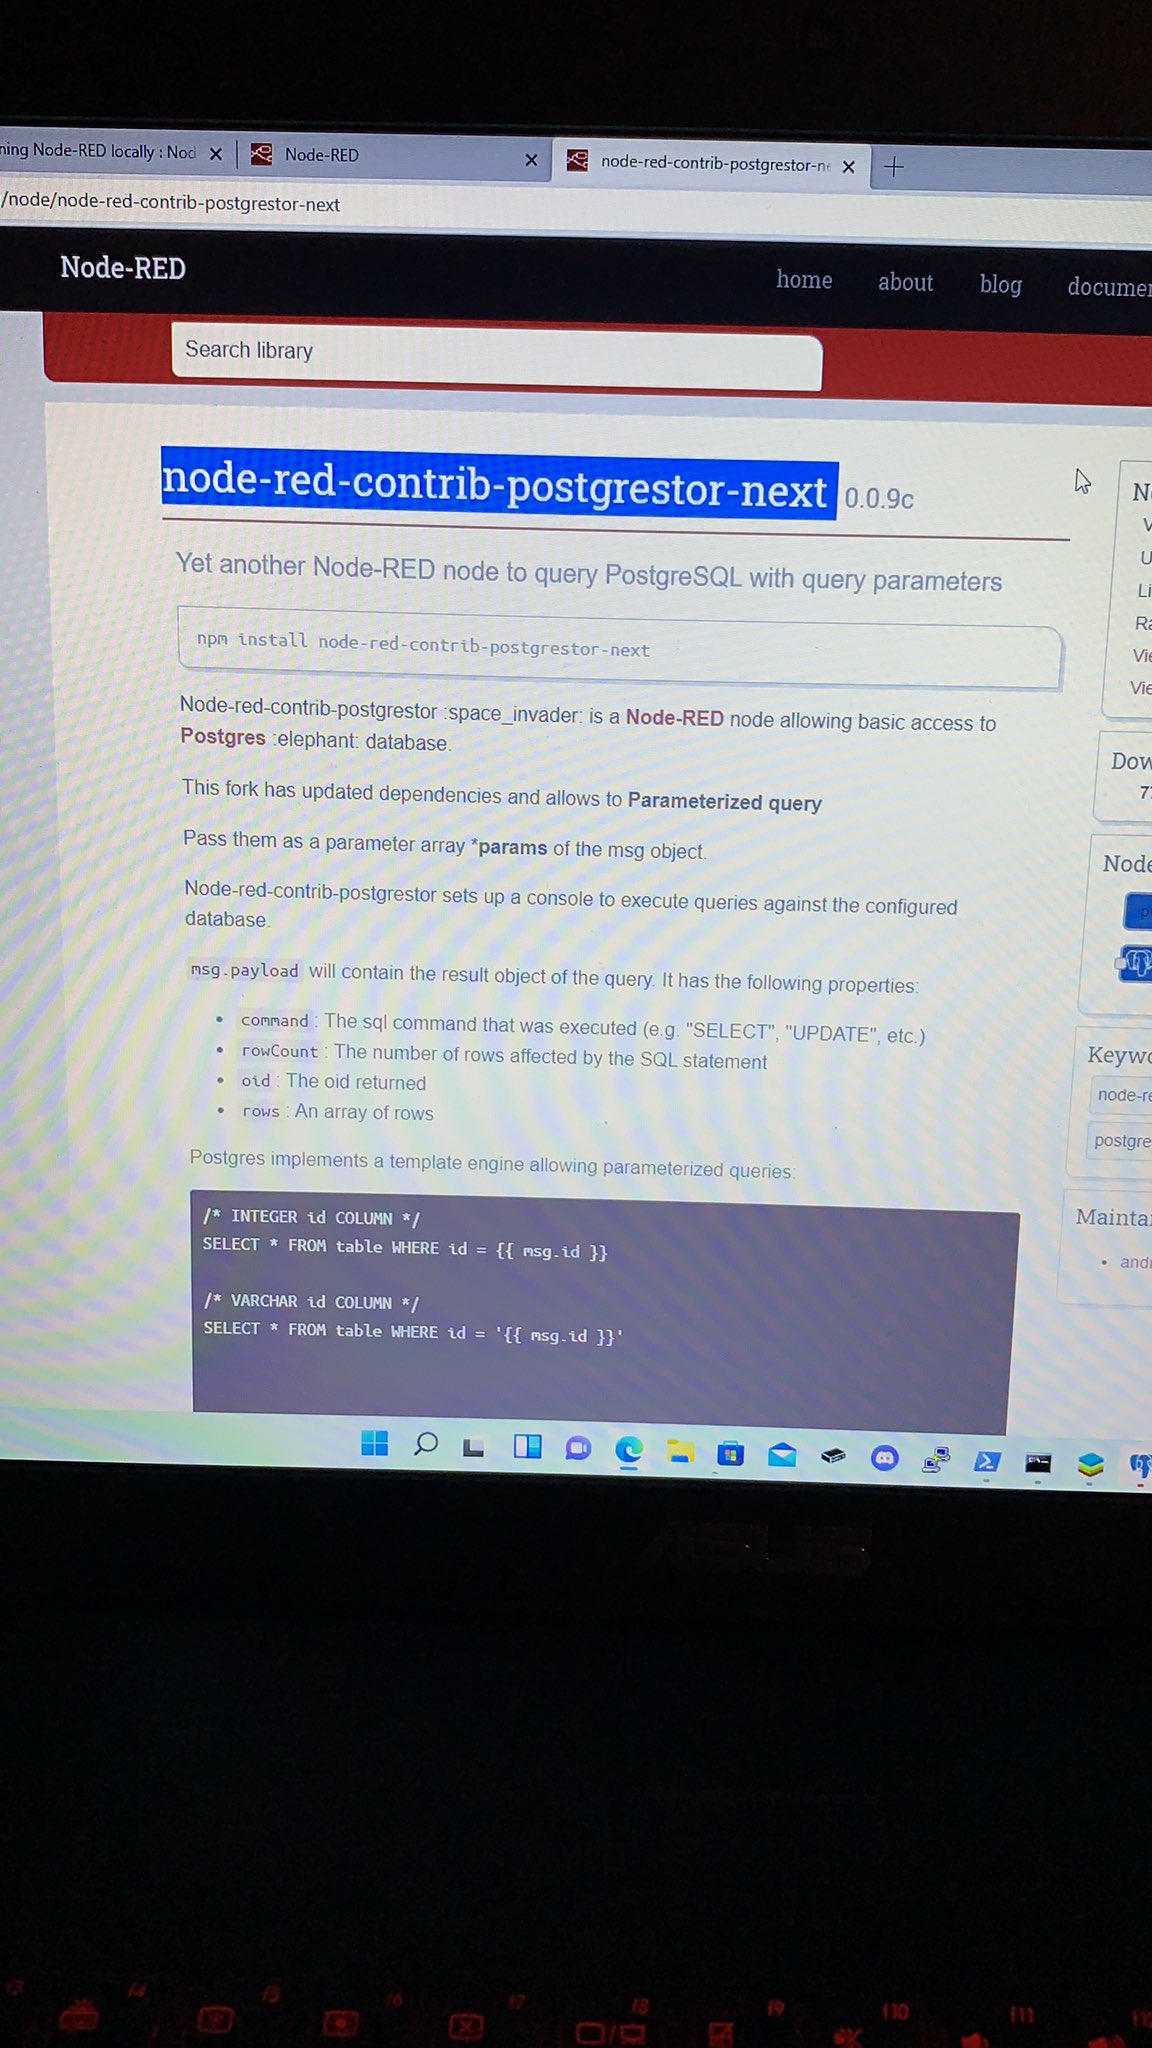 ning Node-RED locally : Nod
Node-RED
node-red-contrib-postgrestor-ne
/node/node-red-contrib-postgrestor-next
Node-RED
home about blog documen
Search library
node-red-contrib-postgrestor-next 0.0.9c
Yet another Node-RED node to query PostgreSQL with query parameters
npm install node-red-contrib-postgrestor-next
Node-red-contrib-postgrestor :space_invader: is a Node-RED node allowing basic access to
Postgres :elephant: database.
This fork has updated dependencies and allows to Parameterized query
Pass them as a parameter array *params of the msg object.
Node-red-contrib-postgrestor sets up a console to execute queries against the configured
database.
msg.payload will contain the result object of the query. It has the following properties:
• command : The sql command that was executed (e.g. "SELECT", "UPDATE", etc.)
• rowCount : The number of rows affected by the SQL statement
• oid : The oid returned
• rows : An array of rows
Postgres implements a template engine allowing parameterized queries:
/* INTEGER id COLUMN */
SELECT * FROM table WHERE id = {{ msg.id }}
/* VARCHAR id COLUMN */
SELECT * FROM table WHERE id = '{{ msg.id }}'
V
U
Li
Ra
Vie
Vie
Dow
77
Node
Keywo
node-re
postgre
Maintai
• andr
ASUS
f4 f5 f6 f7 f8 f9 f10 f11